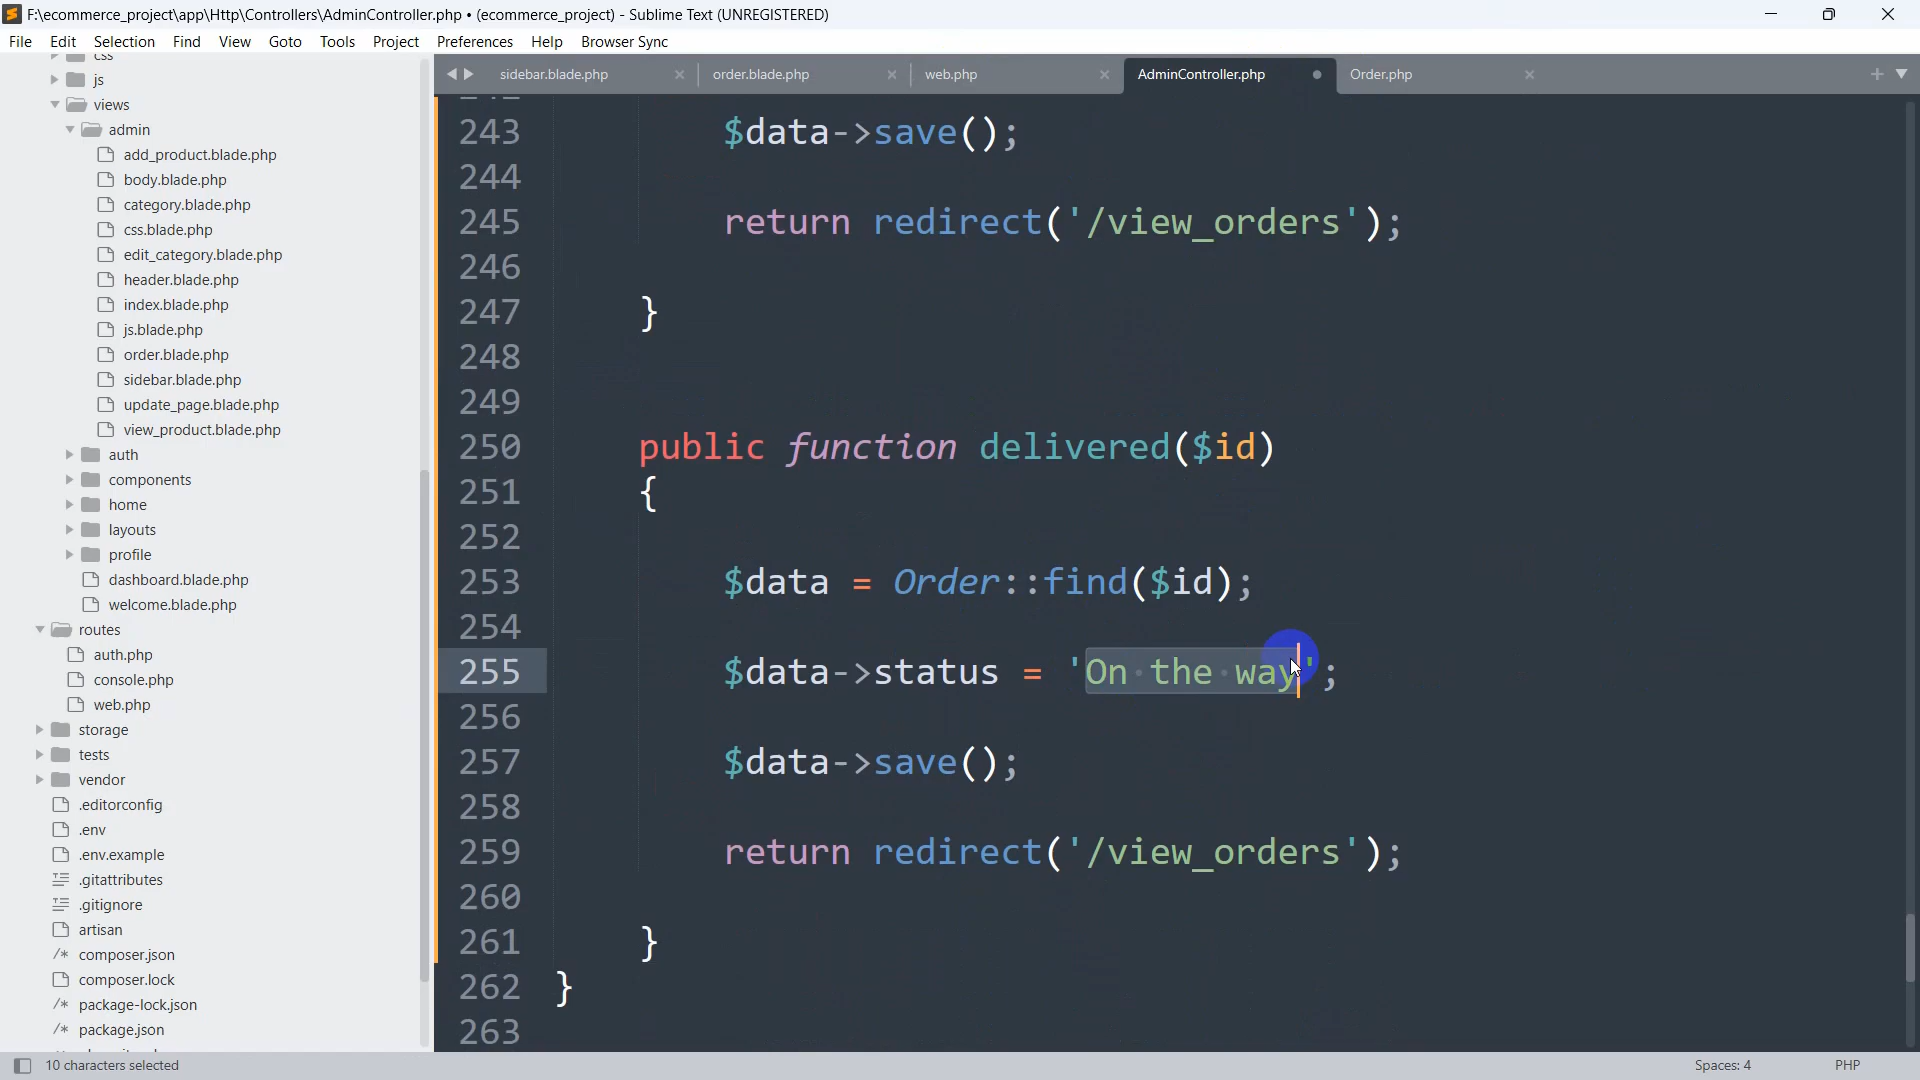 F:\ecommerce_project\app\Http\Controllers\AdminController.php • (ecommerce_project) - Sublime Text (UNREGISTERED)
File Edit Selection Find View Goto Tools Project Preferences Help Browser Sync
css
js
views
admin
add_product.blade.php
body.blade.php
category.blade.php
css.blade.php
edit_category.blade.php
header.blade.php
index.blade.php
js.blade.php
order.blade.php
sidebar.blade.php
update_page.blade.php
view_product.blade.php
auth
components
home
layouts
profile
dashboard.blade.php
welcome.blade.php
routes
auth.php
console.php
web.php
storage
tests
vendor
.editorconfig
.env
.env.example
.gitattributes
.gitignore
artisan
composer.json
composer.lock
package-lock.json
package.json
sidebar.blade.php order.blade.php web.php AdminController.php Order.php
243 $data->save();
244
245 return redirect('/view_orders');
246
247 }
248
249
250 public function delivered($id)
251 {
252
253 $data = Order::find($id);
254
255 $data->status = 'On the way';
256
257 $data->save();
258
259 return redirect('/view_orders');
260
261 }
262 }
263
10 characters selected
Spaces: 4 PHP